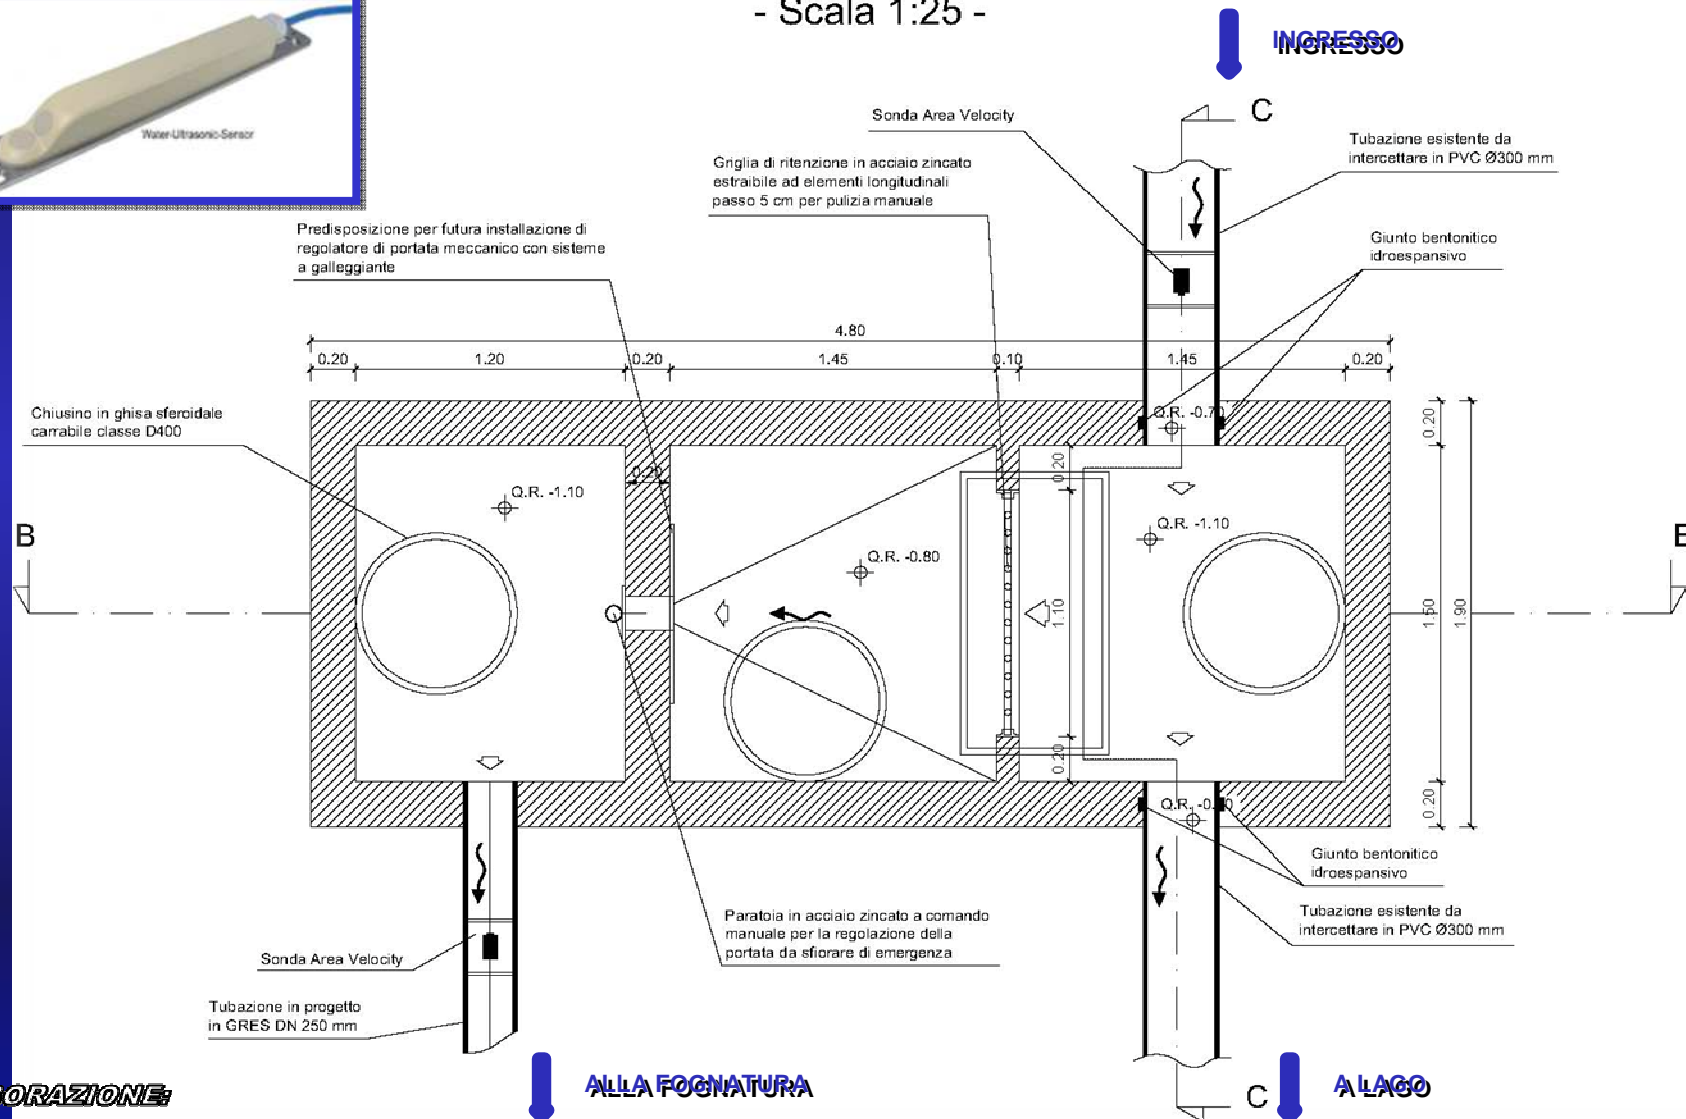 - Scala 1:25 -
INGRESSO
Water-Ultrasonic-Sensor
C
Sonda Area Velocity
Tubazione esistente da
intercettare in PVC Ø300 mm
Griglia di ritenzione in acciaio zincato
estraibile ad elementi longitudinali
passo 5 cm per pulizia manuale
Predisposizione per futura installazione di
regolatore di portata meccanico con sisteme
a galleggiante
Giunto bentonitico
idroespansivo
4.80
0.20 1.20 0.20 1.45 0.10 1.45 0.20
Chiusino in ghisa sferoidale
carrabile classe D400
Q.R. -0.70
0.20
0.20
0.20
Q.R. -1.10
Q.R. -1.10
B
Q.R. -0.80
1.10
1.50
1.90
0.20
0.20
Giunto bentonitico
idroespansivo
Tubazione esistente da
intercettare in PVC Ø300 mm
Paratoia in acciaio zincato a comando
manuale per la regolazione della
portata da sfiorare di emergenza
Sonda Area Velocity
Tubazione in progetto
in GRES DN 250 mm
ALLA FOGNATURA
C
A LAGO